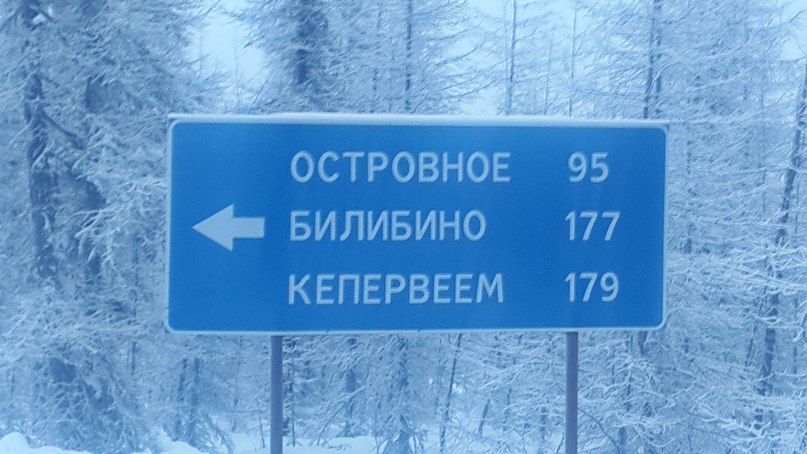 ОСТРОВНОЕ 95
БИЛИБИНО 177
КЕПЕРВЕЕМ 179